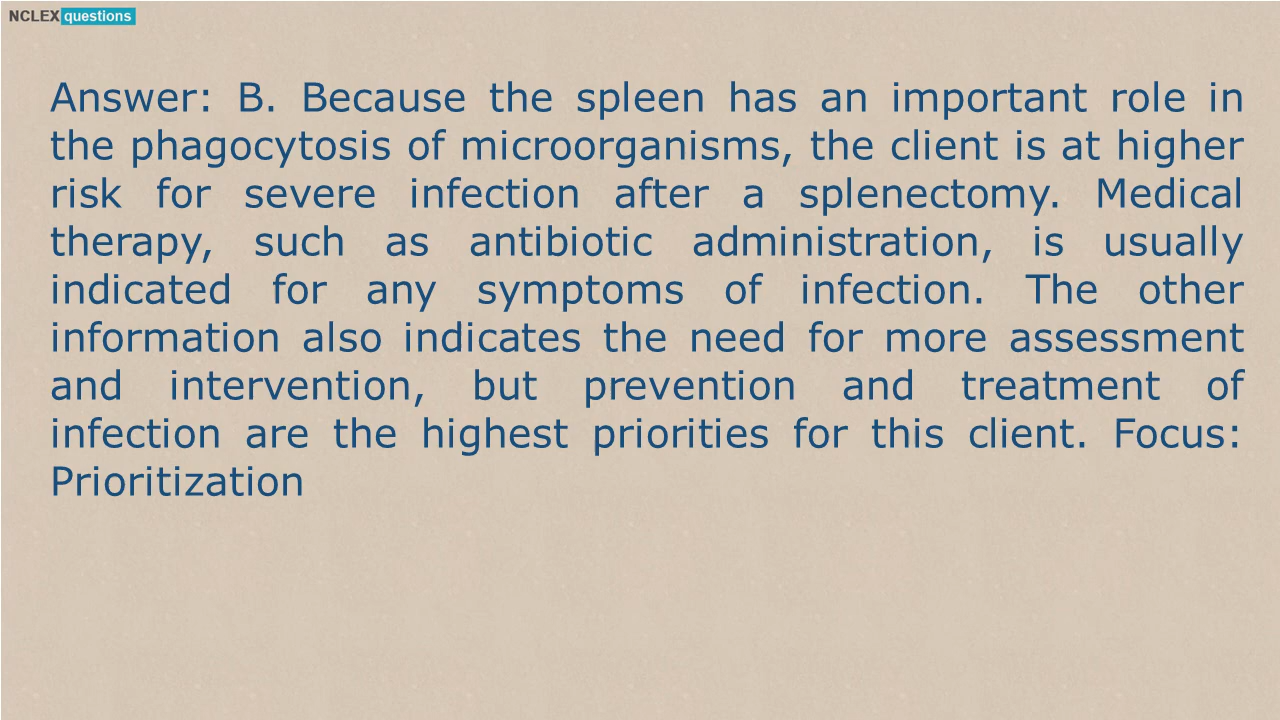 NCLEX questions
Answer: B. Because the spleen has an important role in
the phagocytosis of microorganisms, the client is at higher
risk for severe infection after a splenectomy. Medical
therapy, such as antibiotic administration, is usually
indicated for any symptoms of infection. The other
information also indicates the need for more assessment
and intervention, but prevention and treatment of
infection are the highest priorities for this client. Focus:
Prioritization